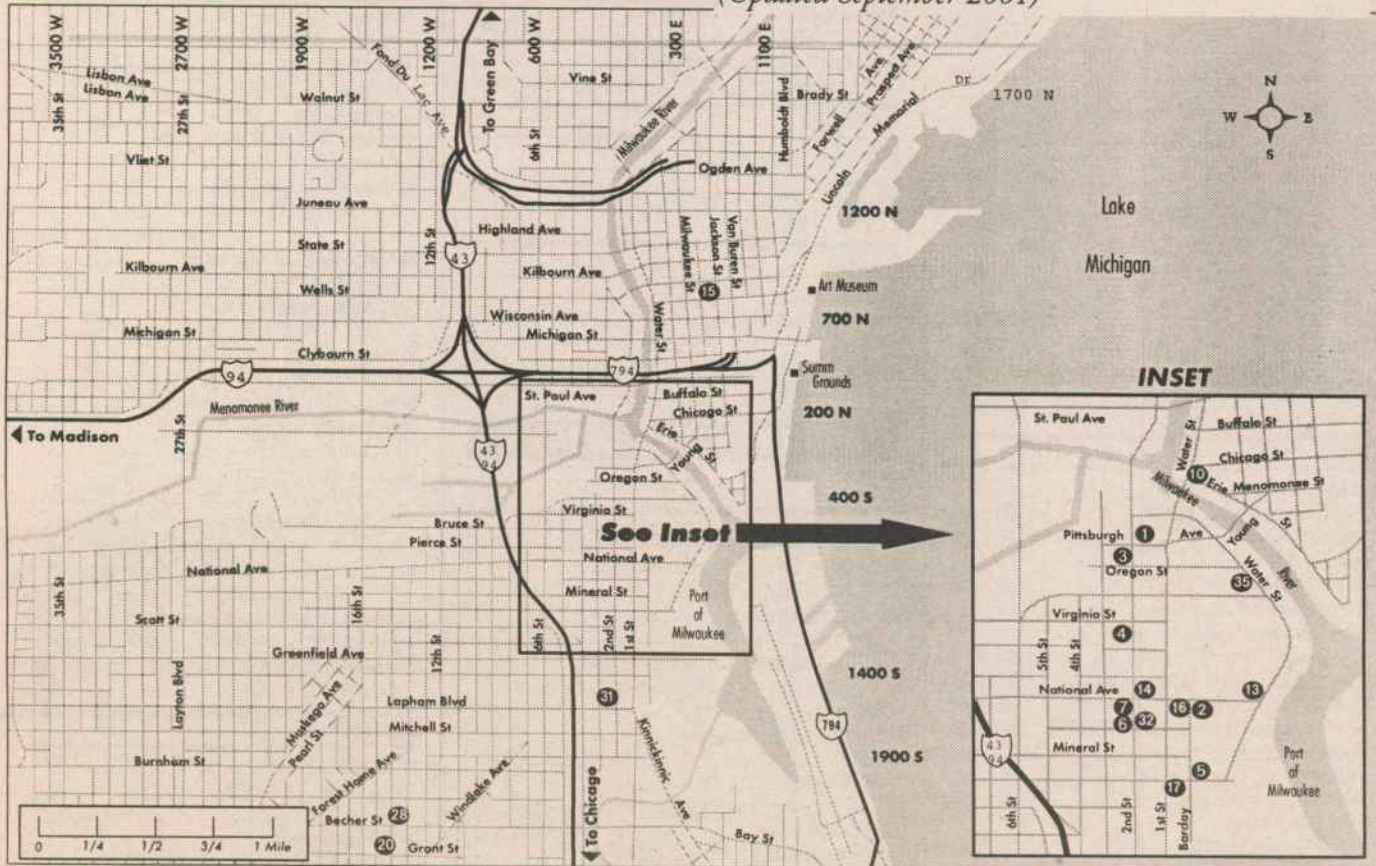 (Updated September 2001)
3500 W
2700 W
1900 W
1200 W
To Green Bay
600 W
300 E
1100 E
Lisbon Ave
Lisbon Ave
35th St
27th St
Walnut St
Fond Du Lac Ave.
Vine St
6th St
Milwaukee River
Humboldt Blvd
Brady St
Farwell
Ave
Prospect Ave
Lincoln
Memorial
Dr
1700 N
N
W
E
S
Vliet St
Ogden Ave
Juneau Ave
1200 N
Lake
Michigan
State St
12th St
43
Highland Ave
Milwaukee St
Jackson St
Van Buren St
Kilbourn Ave
Kilbourn Ave
Wells St
15
Art Museum
Michigan St
Wisconsin Ave
Michigan St
Water St
700 N
Clybourn St
94
794
Summ
Grounds
Menomonee River
St. Paul Ave
Buffalo St
Chicago St
200 N
To Madison
27th St
43
94
Erie
St
Young
Oregon St
400 S
Virginia St
Bruce St
Pierce St
See Inset
National Ave
National Ave
35th St
16th St
Mineral St
Port
of
Milwaukee
Scott St
6th St
2nd St
1st St
Greenfield Ave
12th St
1400 S
Layton Blvd
Muskego Ave
Pearl St
Lapham Blvd
31
Mitchell St
Kinnickinnic
Ave
794
Burnham St
1900 S
Forest Home Ave
Windlake Ave.
Becher St
28
To Chicago
Bay St
20
Grant St
0
1/4
1/2
3/4
1 Mile
INSET
St. Paul Ave
Water St
Buffalo St
Chicago St
10
Erie
Menomonee St
Milwaukee
Pittsburgh
1
Ave
Young
St
St
3
Oregon St
Water St
River
35
Virginia St
4
5th St
4th St
National Ave
14
13
7
16
2
6
32
Mineral St
43
94
5
17
Port
of
Milwaukee
6th St
2nd St
1st St
Barclay